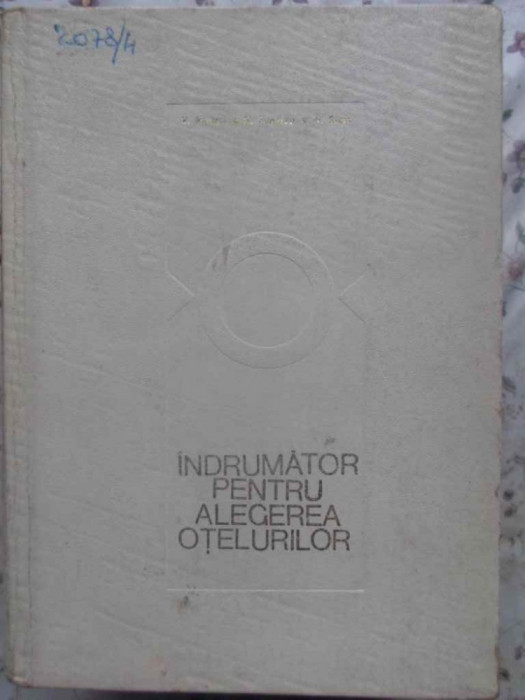 2078/4
ÎNDRUMĂTOR
PENTRU
ALEGEREA
OȚELURILOR